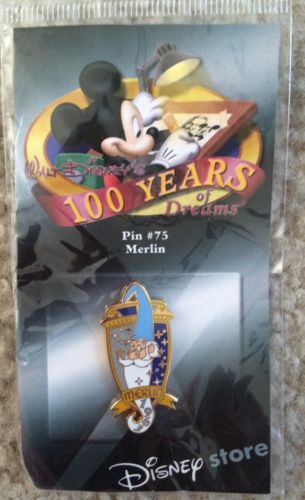 Walt Disney's
100 YEARS
of
Dreams
Pin #75
Merlin
MERLIN
Disney store